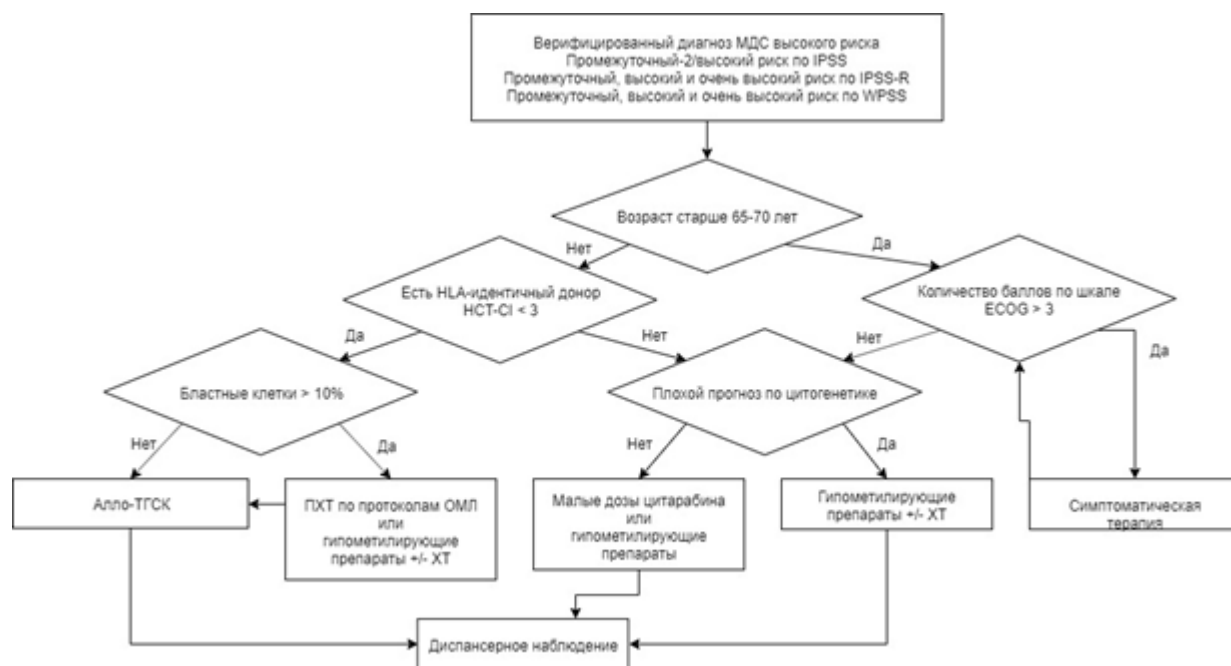 Верифицированный диагноз МДС высокого риска
Промежуточный-2/высокий риск по IPSS
Промежуточный, высокий и очень высокий риск по IPSS-R
Промежуточный, высокий и очень высокий риск по WPSS
Возраст старше 65-70 лет
Нет
Да
Есть HLA-идентичный донор
HCT-CI < 3
Количество баллов по шкале
ECOG > 3
Да
Нет
Нет
Да
Бластные клетки > 10%
Плохой прогноз по цитогенетике
Нет
Да
Нет
Да
Алло-ТГСК
ПХТ по протоколам ОМЛ
или
гипометилирующие
препараты +/- ХТ
Малые дозы цитарабина
или
гипометилирующие
препараты
Гипометилирующие
препараты +/- ХТ
Симптоматическая
терапия
Диспансерное наблюдение